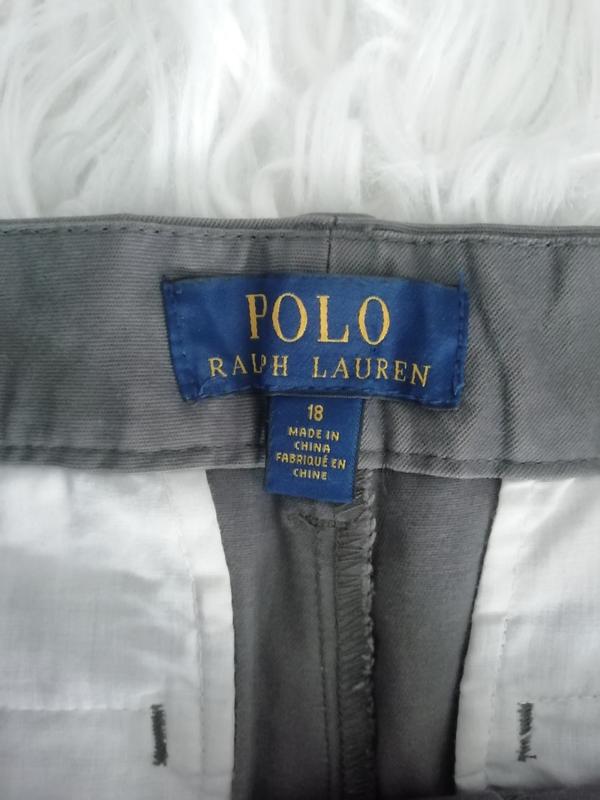 POLO
RALPH LAUREN
18
MADE IN
CHINA
FABRIQUÉ EN
CHINE